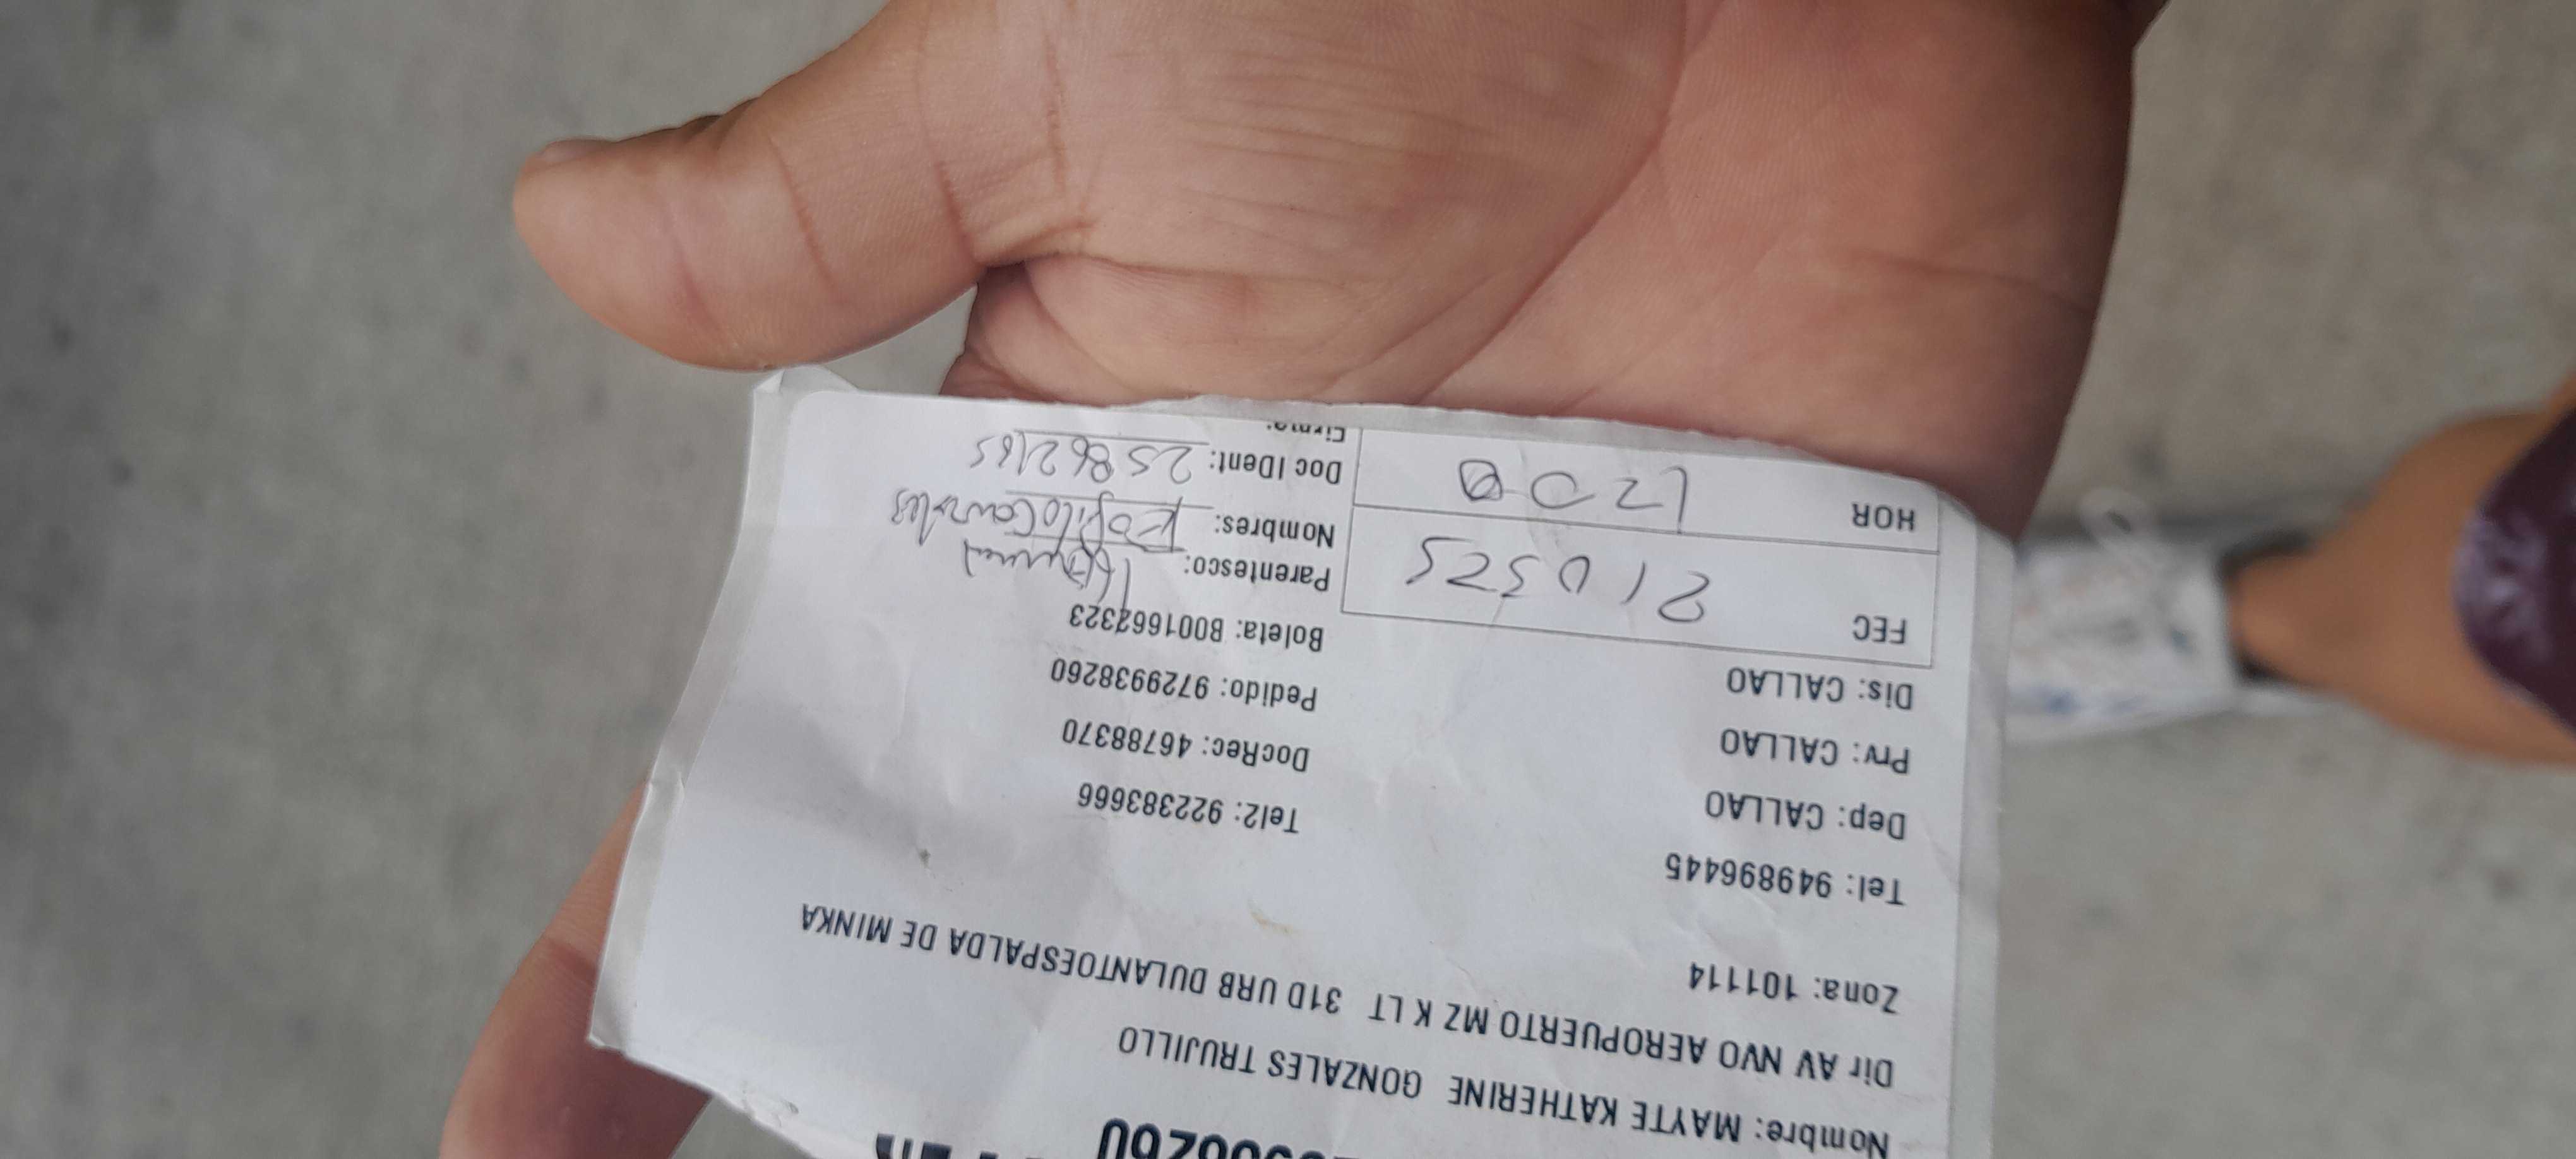 Nombre: MAYTE KATHERINE GONZALES TRUJILLO
Dir AV NVO AEROPUERTO MZ K LT 31D URB DULANTOESPALDA DE MINKA
Zona: 101114
Tel: 949896445 Tel2: 922383666
Dep: CALLAO DocRec: 46788370
Prv: CALLAO Pedido: 9729938260
Dis: CALLAO Boleta: B001662323
FEC 210525 Parentesco:
HOR 1200 Nombres:
Doc IDent: 25862165
Firma: